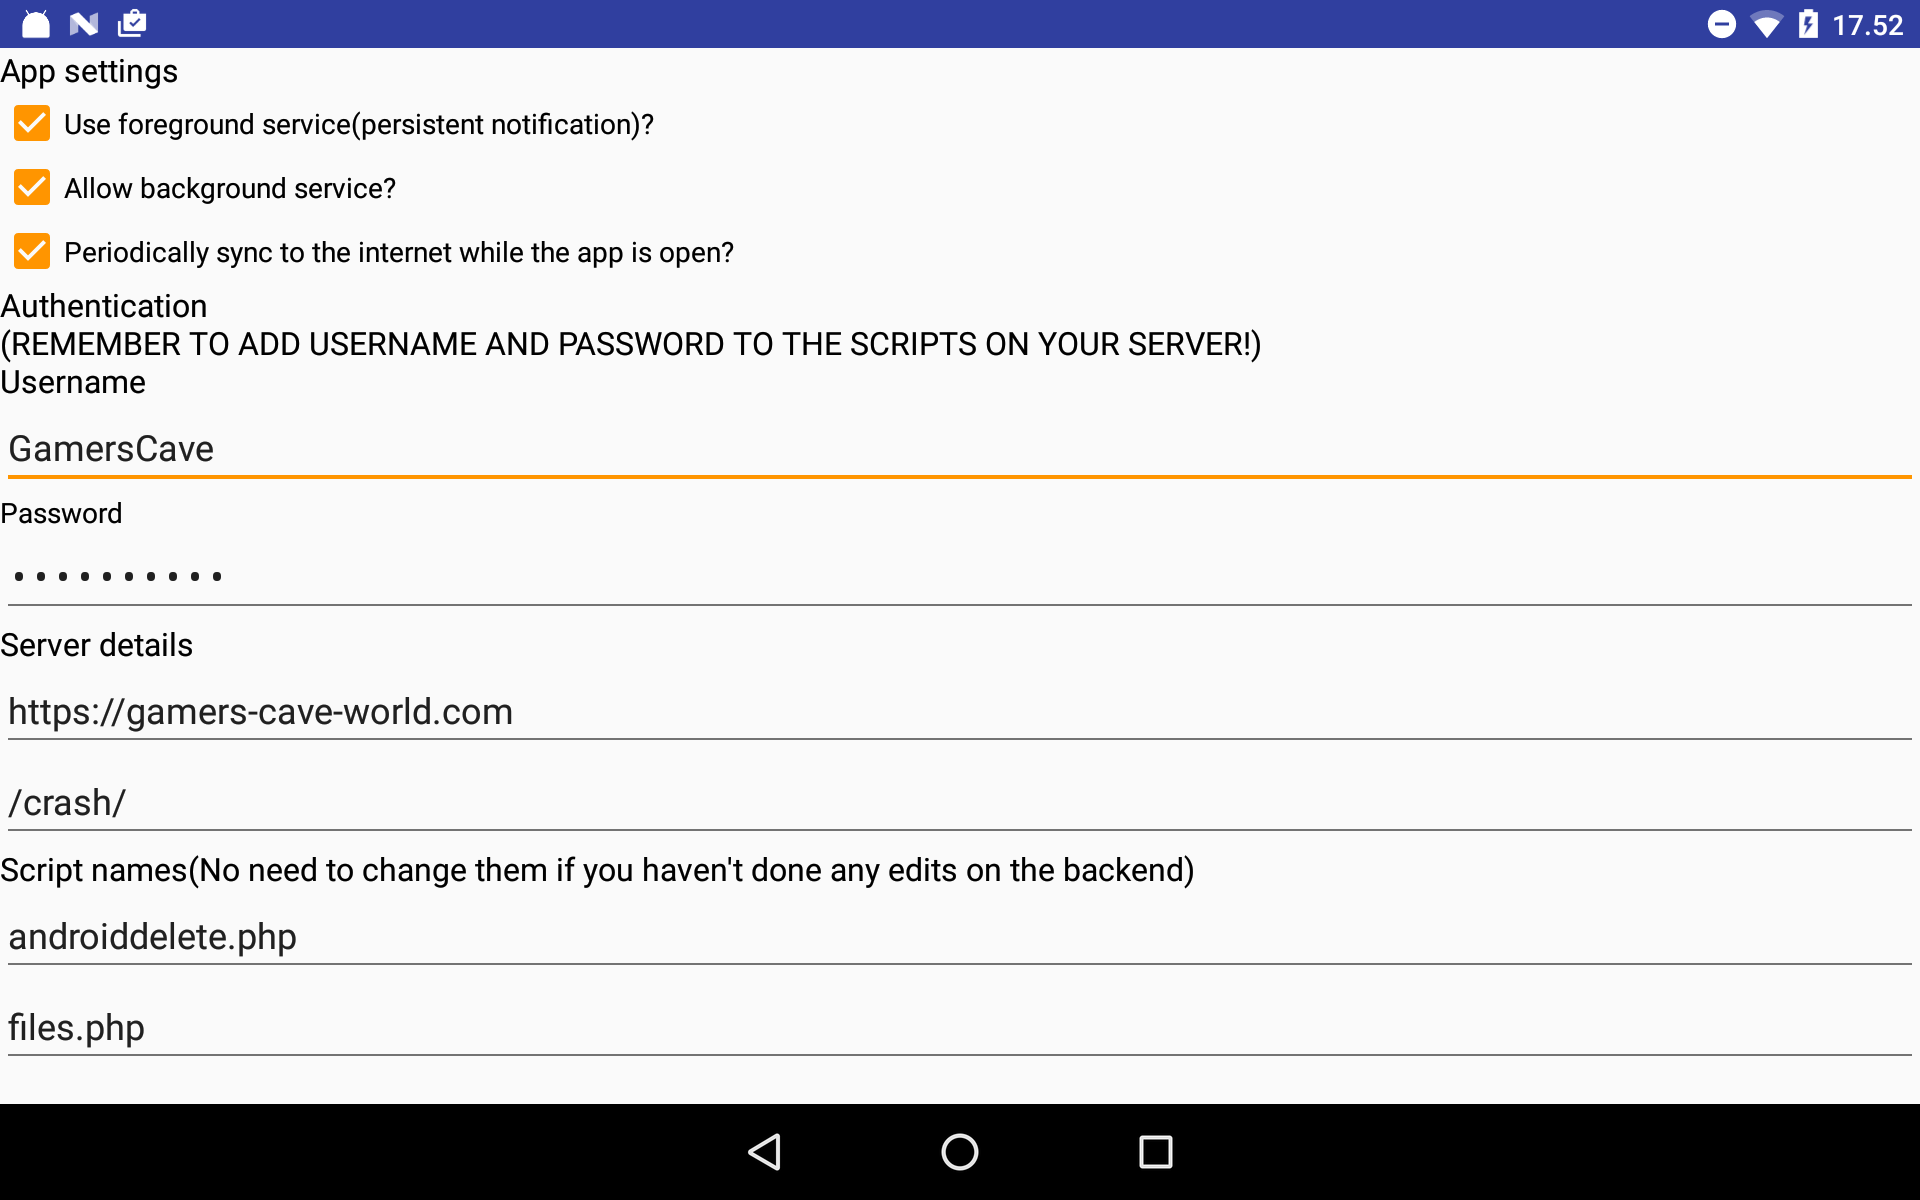 17.52
App settings
Use foreground service(persistent notification)?
Allow background service?
Periodically sync to the internet while the app is open?
Authentication
(REMEMBER TO ADD USERNAME AND PASSWORD TO THE SCRIPTS ON YOUR SERVER!)
Username
GamersCave
Password
••••••••••
Server details
https://gamers-cave-world.com
/crash/
Script names(No need to change them if you haven't done any edits on the backend)
androiddelete.php
files.php